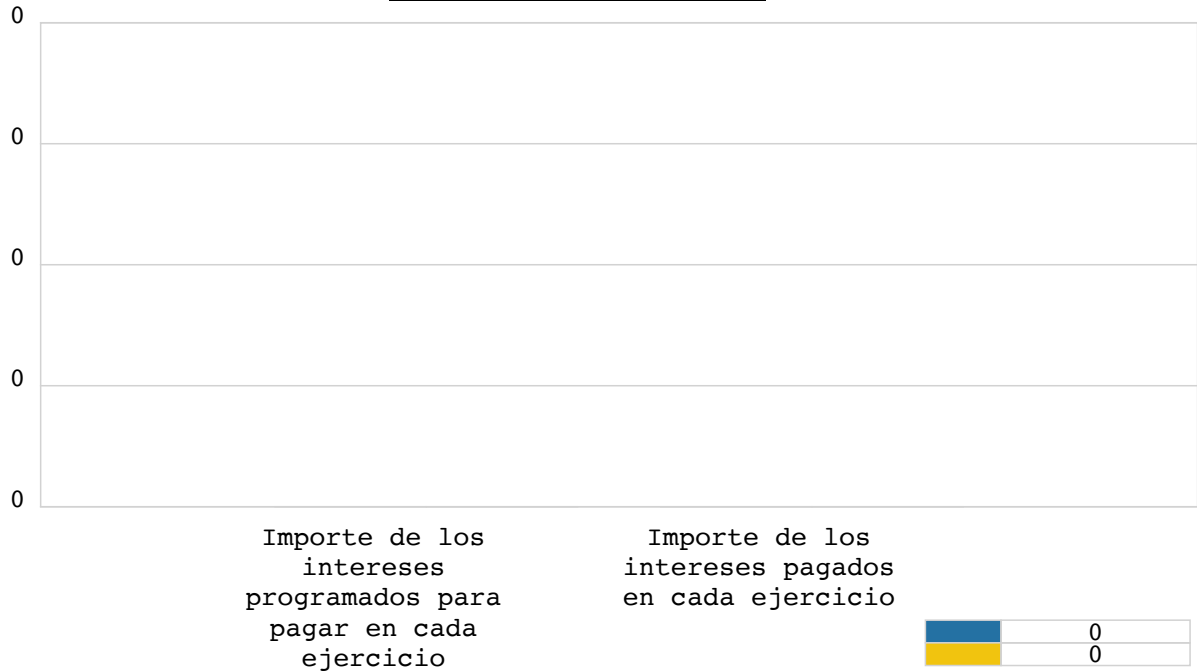 0
0
0
0
0
Importe de los
intereses
programados para
pagar en cada
ejercicio
Importe de los
intereses pagados
en cada ejercicio
0
0